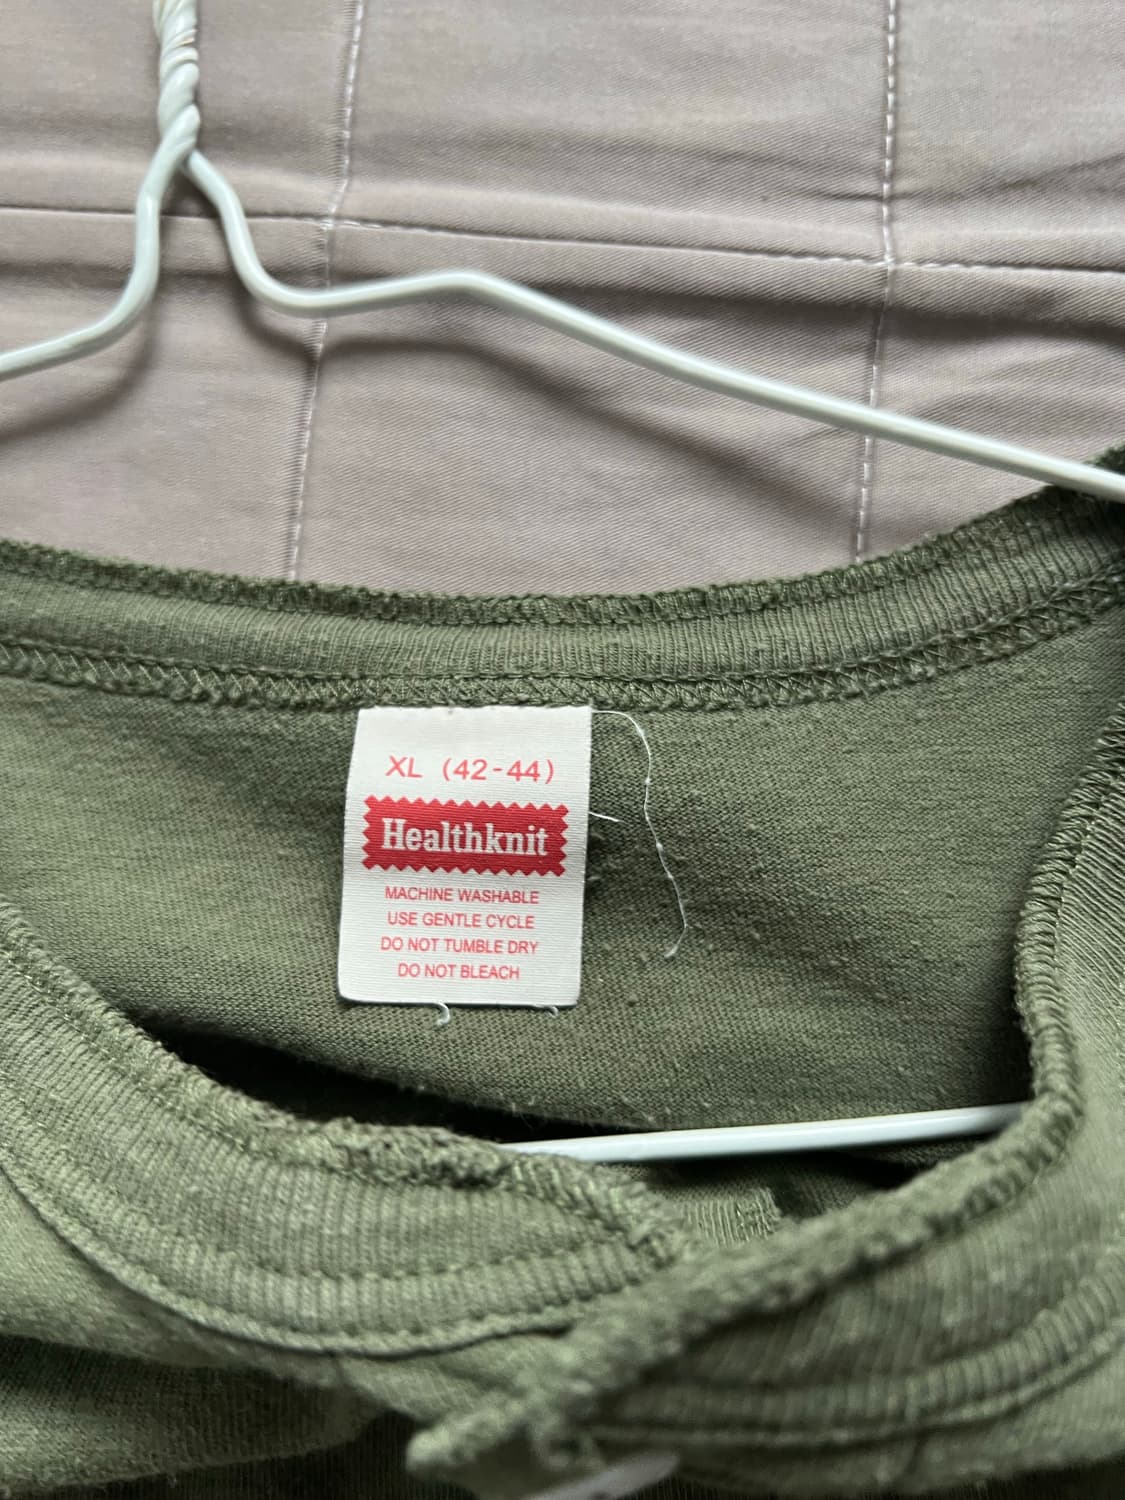 XL (42-44)
Healthknit
MACHINE WASHABLE
USE GENTLE CYCLE
DO NOT TUMBLE DRY
DO NOT BLEACH